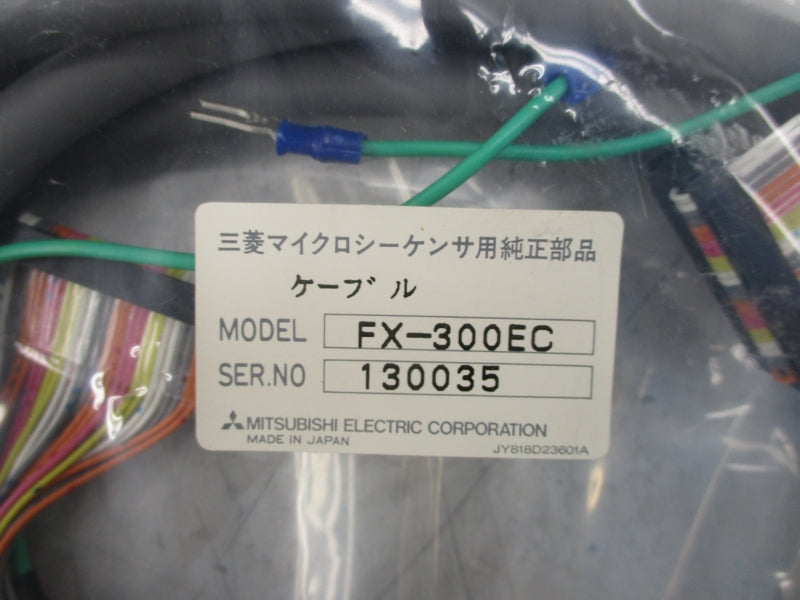 三菱マイクロシーケンサ用純正部品
ケーブル
MODEL FX-300EC
SER.NO 130035
MITSUBISHI ELECTRIC CORPORATION
MADE IN JAPAN JY818D23601A